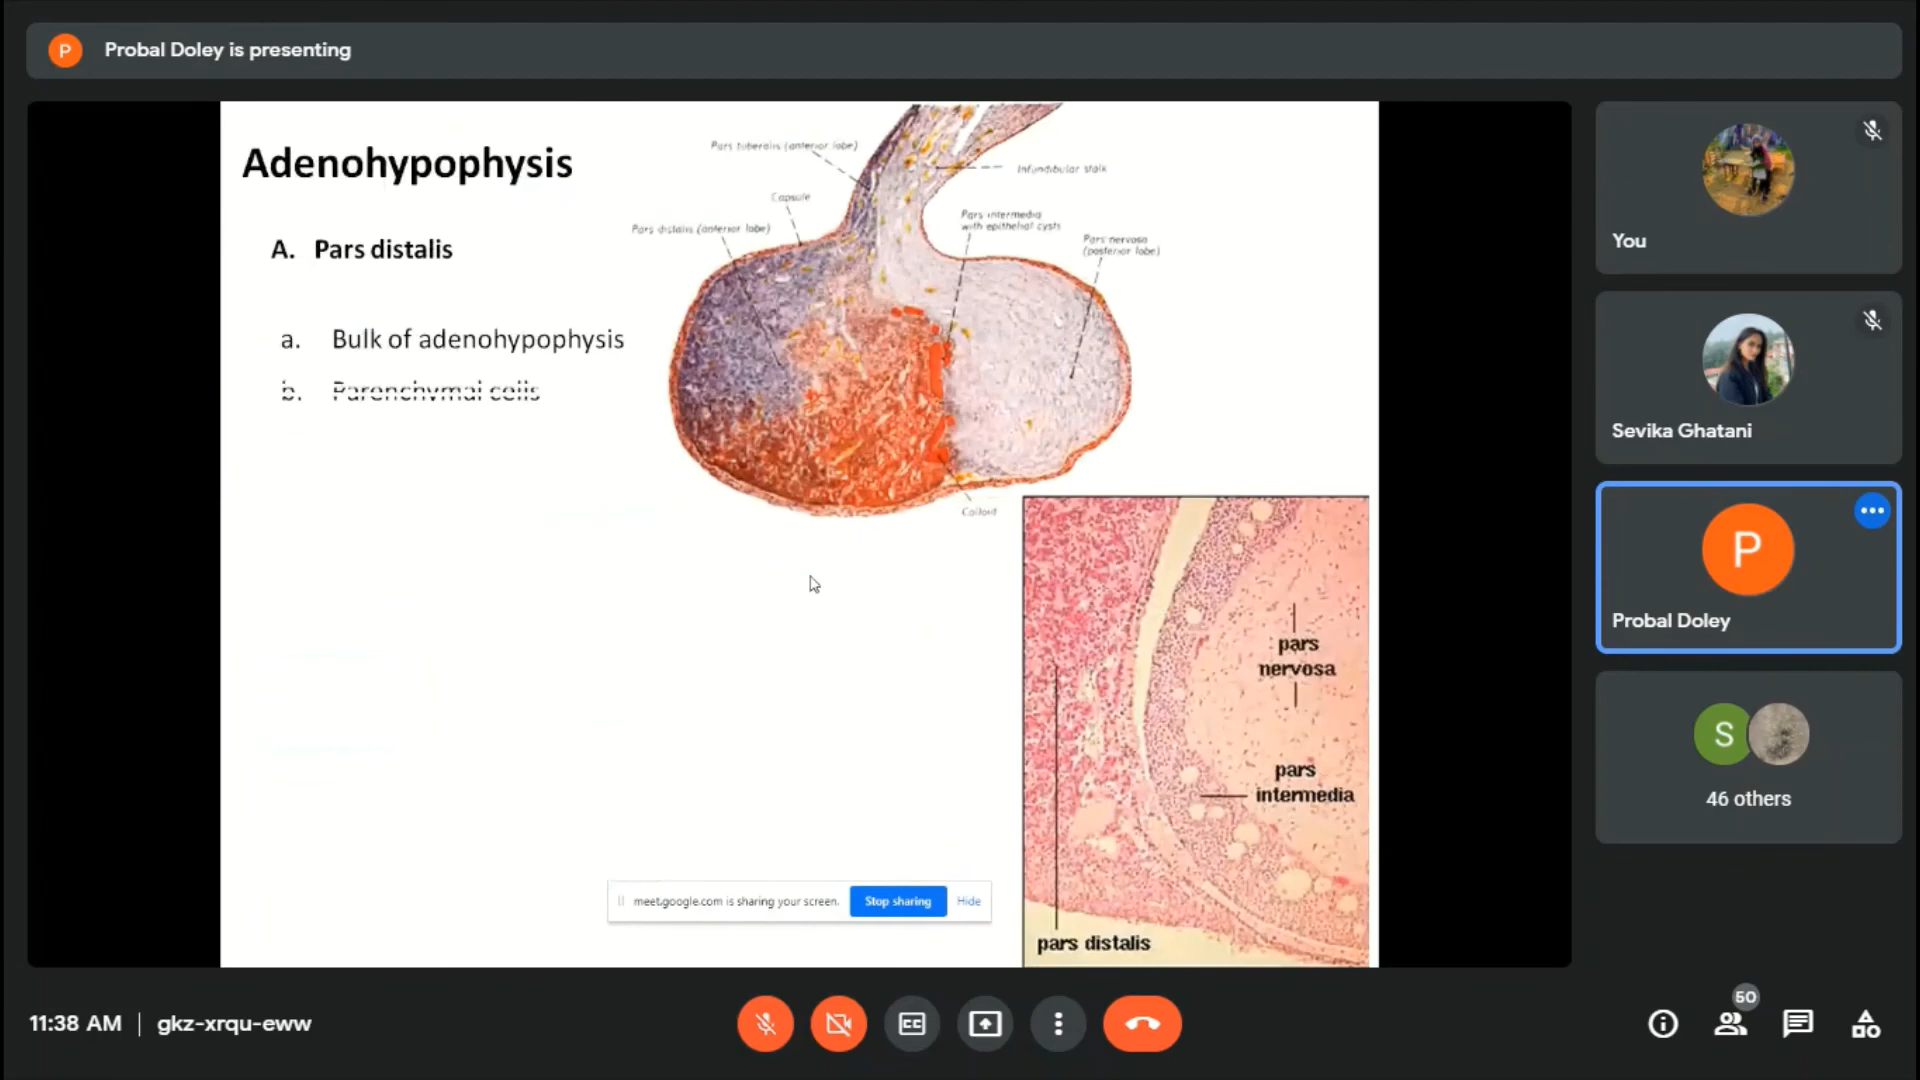 P Probal Doley is presenting
Adenohypophysis
A. Pars distalis
a. Bulk of adenohypophysis
b. Parenchymal cells
Pars tuberalis (anterior lobe)
Infundibular stalk
Capsule
Pars distalis (anterior lobe)
Pars intermedia
with epithelial cysts
Pars nervosa
(posterior lobe)
Colloid
pars
nervosa
pars
intermedia
pars distalis
meet.google.com is sharing your screen.
Stop sharing
Hide
You
Sevika Ghatani
P
Probal Doley
S
46 others
11:38 AM | gkz-xrqu-eww
CC
50